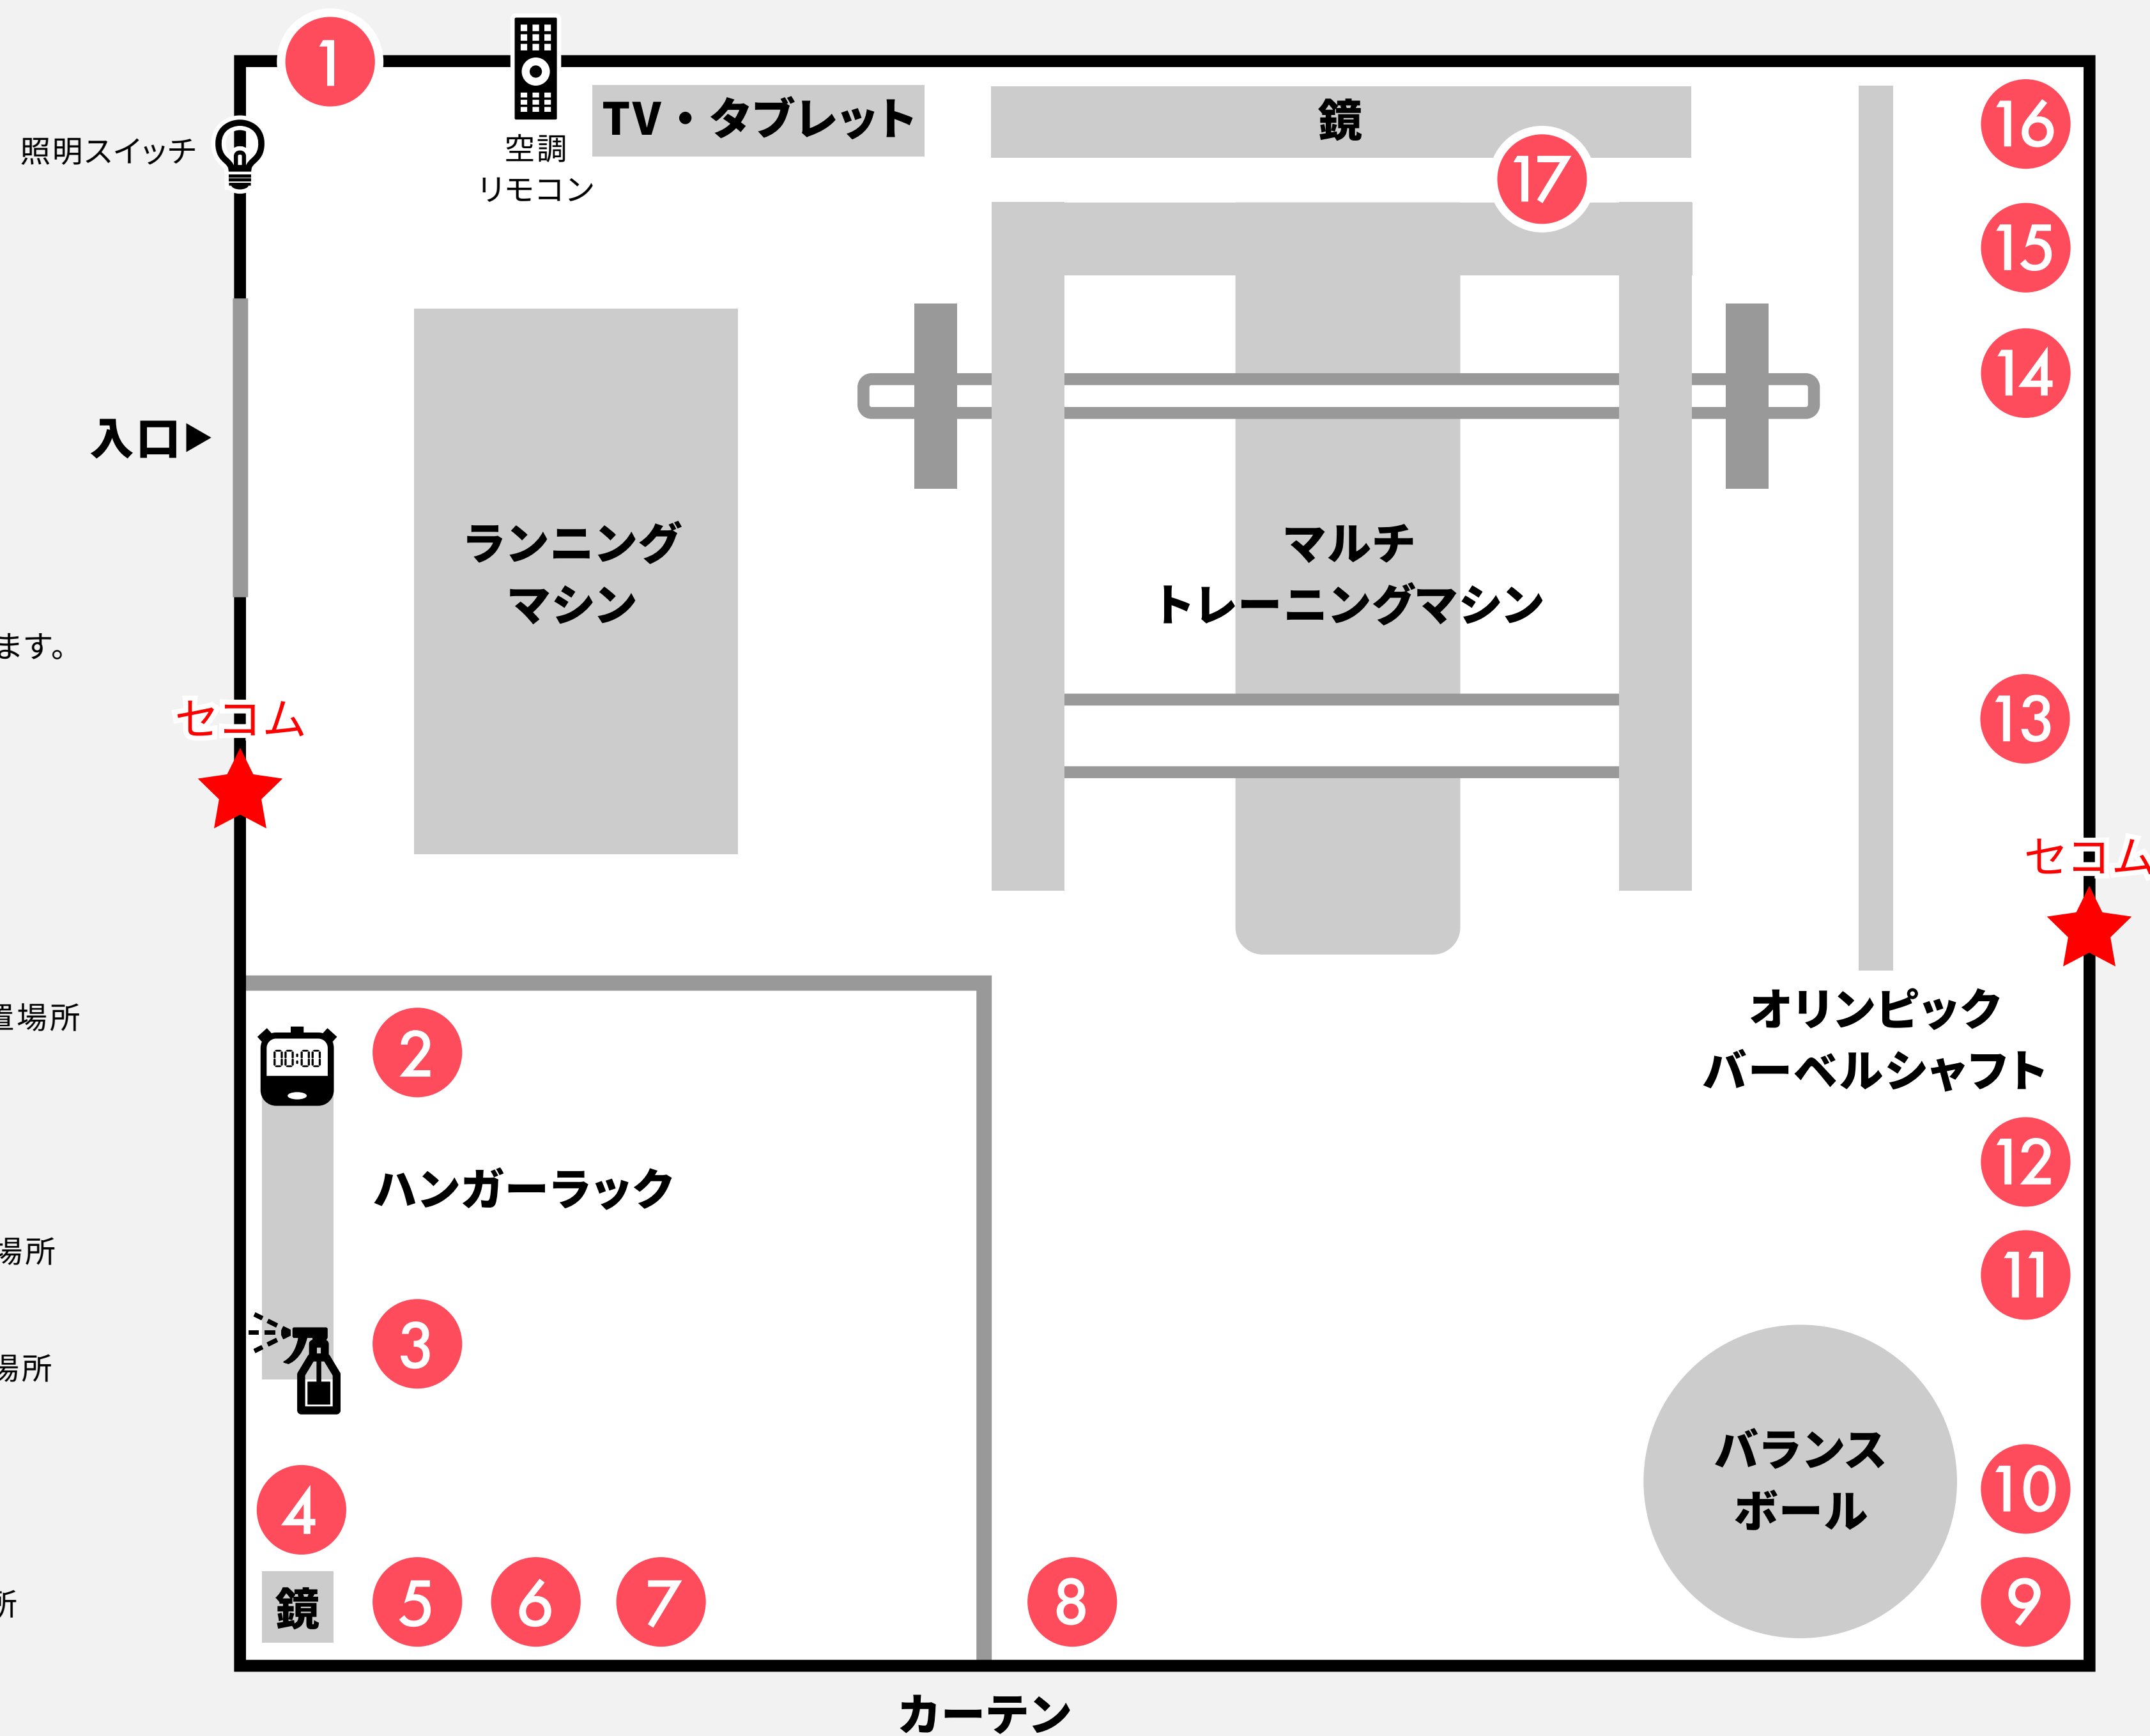 1
照明スイッチ
空調
リモコン
TV・タブレット
鏡
16
17
15
14
入口▶
ランニング
マシン
マルチ
トレーニングマシン
ます。
セコム
13
セコム
置場所
オリンピック
バーベルシャフト
2
00:00
12
ハンガーラック
場所
11
3
場所
バランス
ボール
10
4
所
鏡
5
6
7
8
9
カーテン